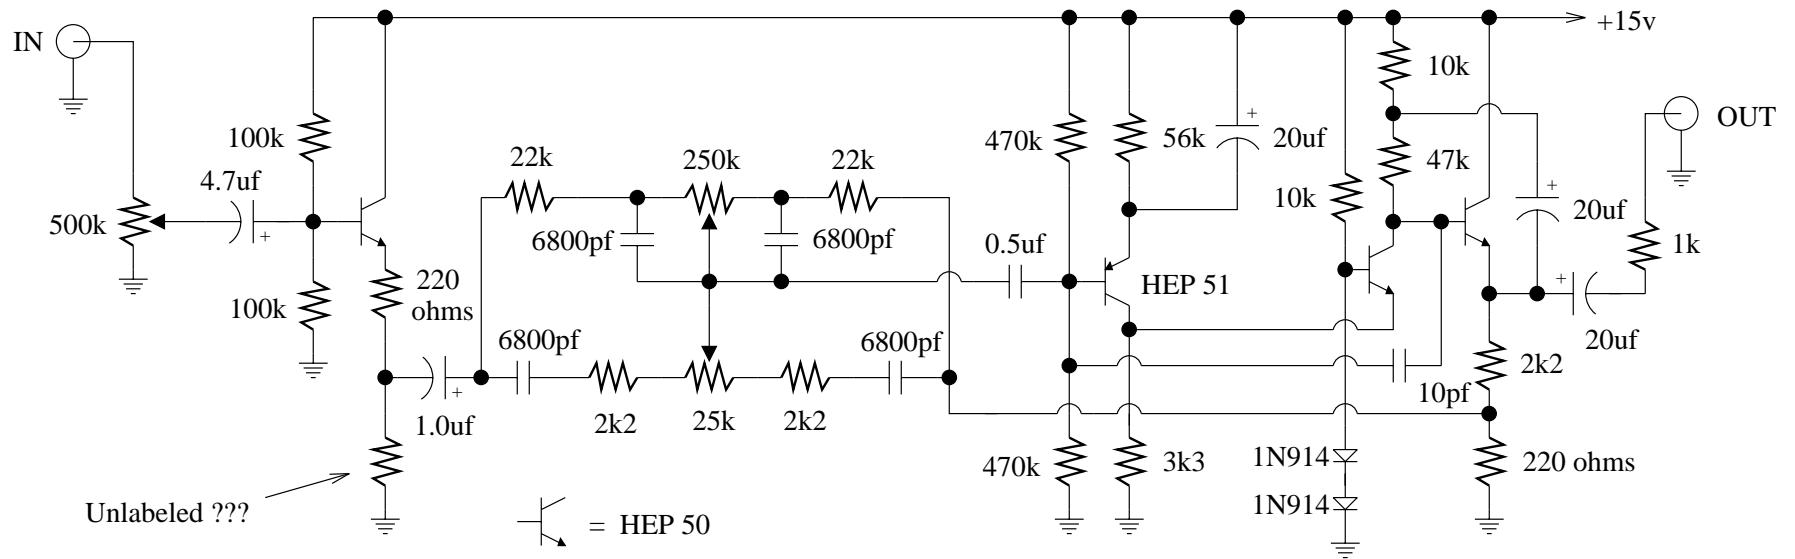 IN
+15v
10k
OUT
100k
470k
56k
+
20uf
47k
22k
250k
22k
4.7uf
+
500k
10k
+
20uf
1k
6800pf
6800pf
0.5uf
HEP 51
220
ohms
100k
+
20uf
6800pf
6800pf
2k2
10pf
+
1.0uf
2k2
25k
2k2
470k
3k3
1N914
220 ohms
1N914
Unlabeled ???
= HEP 50